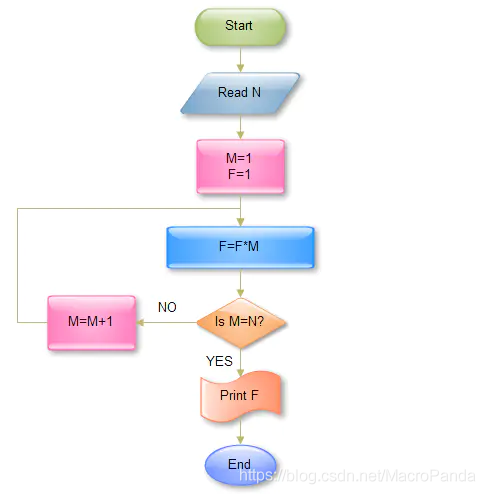 Start
Read N
M=1
F=1
F=F*M
NO
M=M+1
Is M=N?
YES
Print F
End
https://blog.csdn.net/MacroPanda